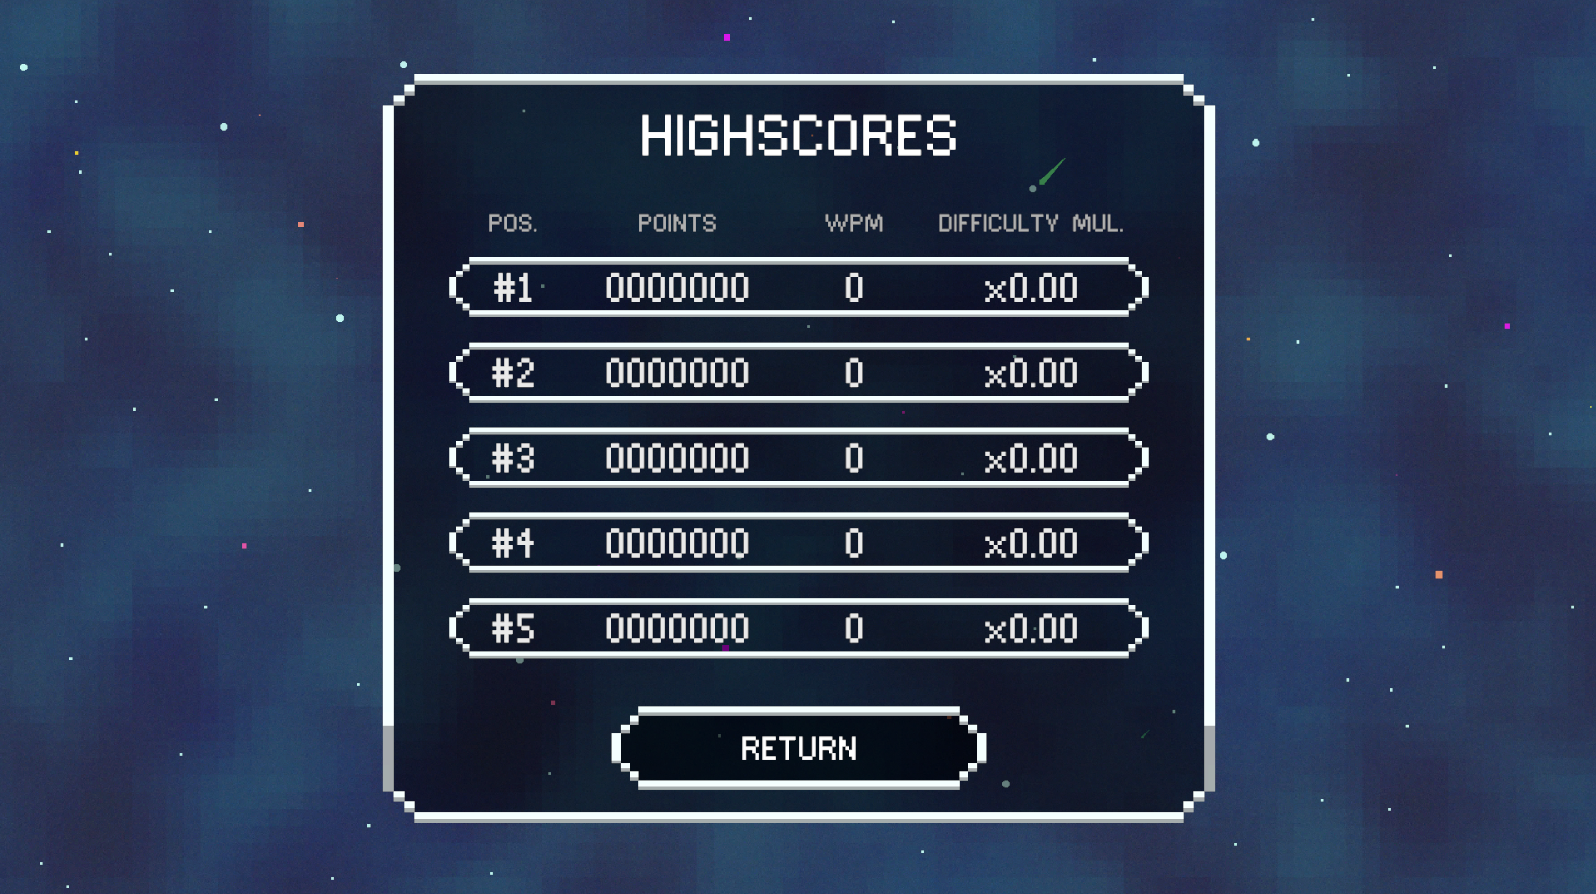 HIGHSCORES
POS. POINTS WPM DIFFICULTY MUL.
#1 0000000 0 x0.00
#2 0000000 0 x0.00
#3 0000000 0 x0.00
#4 0000000 0 x0.00
#5 0000000 0 x0.00
RETURN